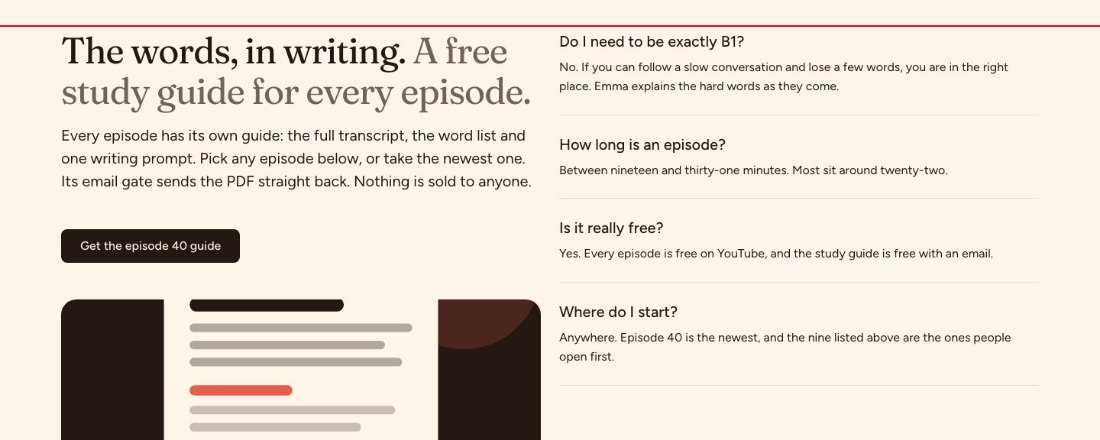 The words, in writing. A free
study guide for every episode.
Every episode has its own guide: the full transcript, the word list and
one writing prompt. Pick any episode below, or take the newest one.
Its email gate sends the PDF straight back. Nothing is sold to anyone.
Get the episode 40 guide
Do I need to be exactly B1?
No. If you can follow a slow conversation and lose a few words, you are in the right
place. Emma explains the hard words as they come.
How long is an episode?
Between nineteen and thirty-one minutes. Most sit around twenty-two.
Is it really free?
Yes. Every episode is free on YouTube, and the study guide is free with an email.
Where do I start?
Anywhere. Episode 40 is the newest, and the nine listed above are the ones people
open first.